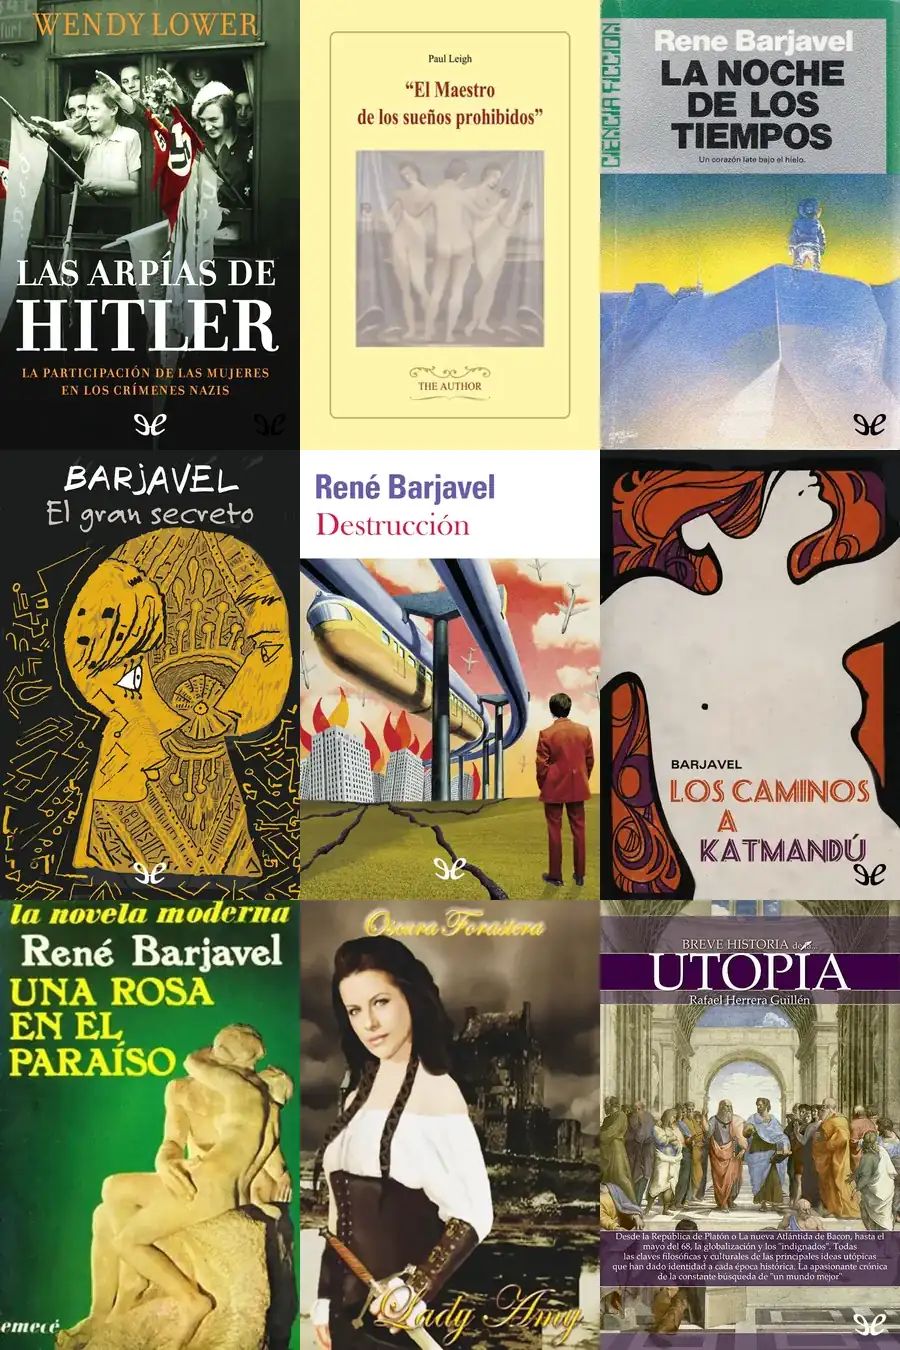 WENDY LOWER
LAS ARPÍAS DE
HITLER
LA PARTICIPACIÓN DE LAS MUJERES
EN LOS CRÍMENES NAZIS
Paul Leigh
“El Maestro
de los sueños prohibidos”
THE AUTHOR
CIENCIA FICCION
Rene Barjavel
LA NOCHE
DE LOS
TIEMPOS
Un corazón late bajo el hielo.
BARJAVEL
El gran secreto
René Barjavel
Destrucción
BARJAVEL
LOS CAMINOS
A
KATMANDÚ
la novela moderna
René Barjavel
UNA ROSA
EN EL
PARAÍSO
emecé
Oscura Forastera
Lady Amy
BREVE HISTORIA de la...
UTOPÍA
Rafael Herrera Guillén
Desde la República de Platón o La nueva Atlántida de Bacon, hasta el
mayo del 68, la globalización y los "indignados". Todas
las claves filosóficas y culturales de las principales ideas utópicas
que han dado identidad a cada época histórica. La apasionante crónica
de la constante búsqueda de "un mundo mejor"